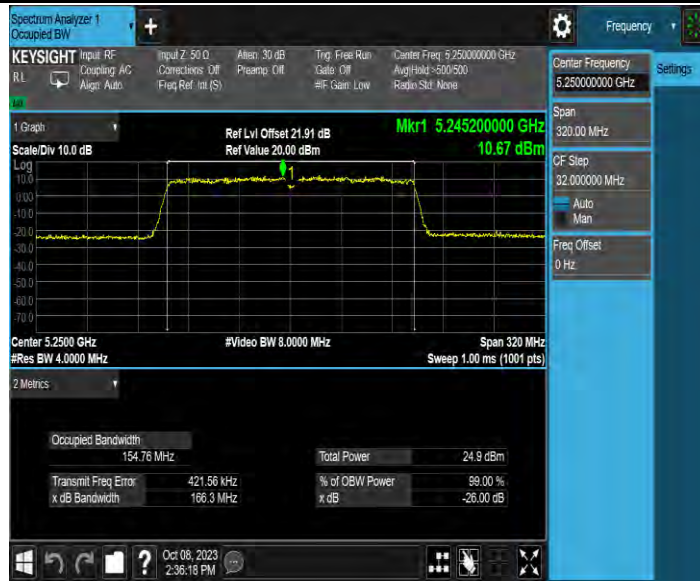 Spectrum Analyzer 1
Occupied BW
Frequency
KEYSIGHT
Input: RF
Coupling: AC
Align: Auto
RL
Input Z: 50 Ω
Corrections: Off
Freq Ref: Int (S)
Atten: 30 dB
Preamp: Off
Trig: Free Run
Gate: Off
#IF Gain: Low
Center Freq: 5.250000000 GHz
Avg|Hold:>500/500
Radio Std: None
Center Frequency
5.250000000 GHz
Settings
Span
320.00 MHz
CF Step
32.000000 MHz
Auto
Man
Freq Offset
0 Hz
1 Graph
Scale/Div 10.0 dB
Ref Lvl Offset 21.91 dB
Ref Value 20.00 dBm
Mkr1 5.245200000 GHz
10.67 dBm
Log
10.0
0.00
-10.0
-20.0
-30.0
-40.0
-50.0
-60.0
-70.0
1
Center 5.2500 GHz
#Res BW 4.0000 MHz
#Video BW 8.0000 MHz
Span 320 MHz
Sweep 1.00 ms (1001 pts)
2 Metrics
Occupied Bandwidth
154.76 MHz
Total Power 24.9 dBm
Transmit Freq Error 421.56 kHz
% of OBW Power 99.00 %
x dB Bandwidth 166.3 MHz
x dB -26.00 dB
?
Oct 08, 2023
2:36:18 PM